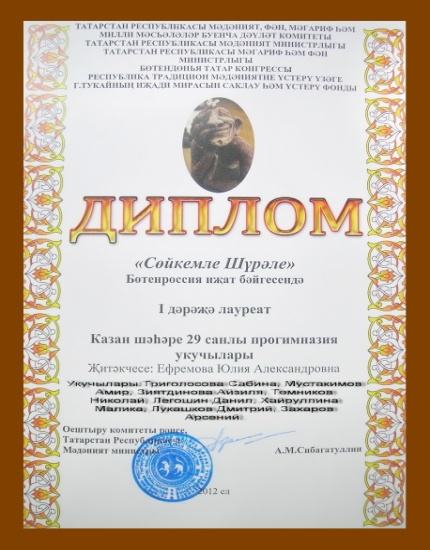 ТАТАРСТАН РЕСПУБЛИКАСЫ МӘДӘНИЯТ, ФӘН, МӘГАРИФ ҺӘМ
МИЛЛИ МӘСЬӘЛӘЛӘР БУЕНЧА ДӘҮЛӘТ КОМИТЕТЫ
ТАТАРСТАН РЕСПУБЛИКАСЫ МӘДӘНИЯТ МИНИСТРЛЫГЫ
ТАТАРСТАН РЕСПУБЛИКАСЫ МӘГАРИФ ҺӘМ ФӘН
МИНИСТРЛЫГЫ
БӨТЕНДӨНЬЯ ТАТАР КОНГРЕССЫ
РЕСПУБЛИКА ТРАДИЦИОН МӘДӘНИЯТНЕ ҮСТЕРҮ ҮЗӘГЕ
Г.ТУКАЙНЫҢ ИҖАДИ МИРАСЫН САКЛАУ ҺӘМ ҮСТЕРҮ ФОНДЫ
ДИПЛОМ
«Сөйкемле Шүрәле»
Бөтенроссия иҗат бәйгесендә
I дәрәҗә лауреат
Казан шәһәре 29 санлы прогимназия
укучылары
Җитәкчесе: Ефремова Юлия Александровна
Укучылары: Григолосова Сабина, Мустакимов
Амир, Зиятдинова Айзиля, Гомников
Николай, Легошин Данил, Хайруллина
Малика, Лукашков Дмитрий, Захаров
Арсений
Оештыру комитеты рәисе,
Татарстан Республикасы
Мәдәният министры А.М.Сибагатуллин
2012 ел